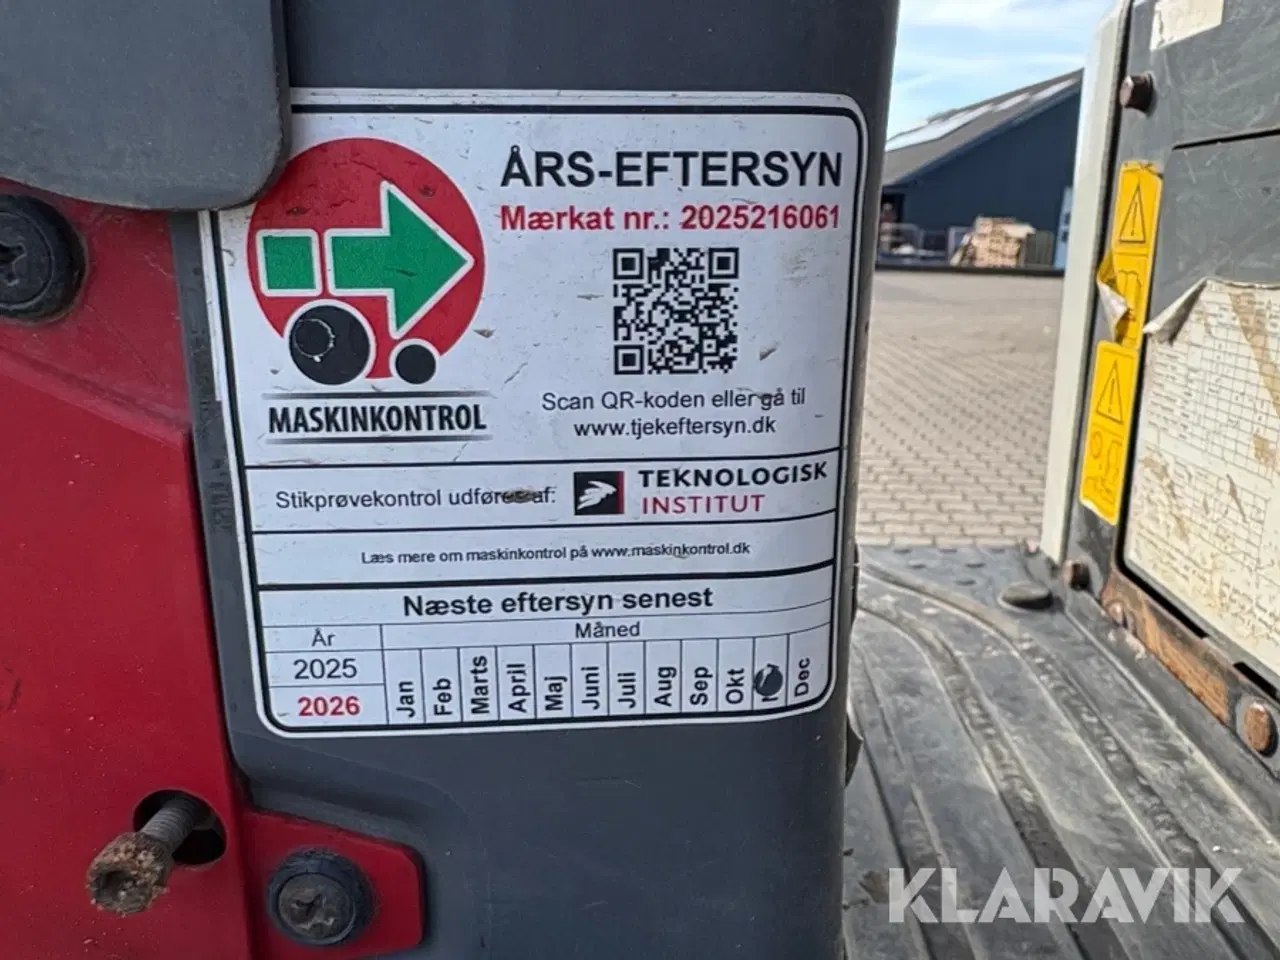 ÅRS-EFTERSYN
Mærkat nr.: 2025216061
MASKINKONTROL
Scan QR-koden eller gå til
www.tjekeftersyn.dk
Stikprøvekontrol udføres af:
TEKNOLOGISK
INSTITUT
Læs mere om maskinkontrol på www.maskinkontrol.dk
Næste eftersyn senest
År Måned
2025
2026
Jan Feb Marts April Maj Juni Juli Aug Sep Okt Dec
KLARAVIK